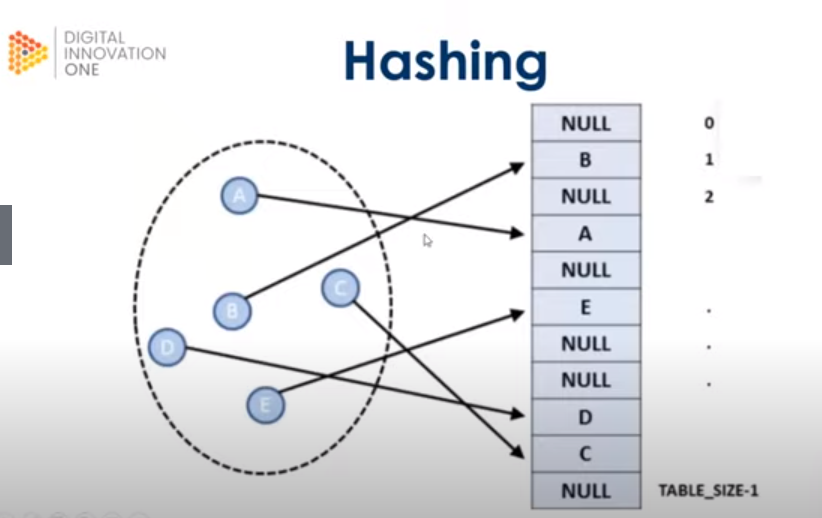 DIGITAL
INNOVATION
ONE
Hashing
NULL 0
B 1
NULL 2
A
NULL
E .
NULL .
NULL .
D
C
NULL TABLE_SIZE-1
A
B
C
D
E